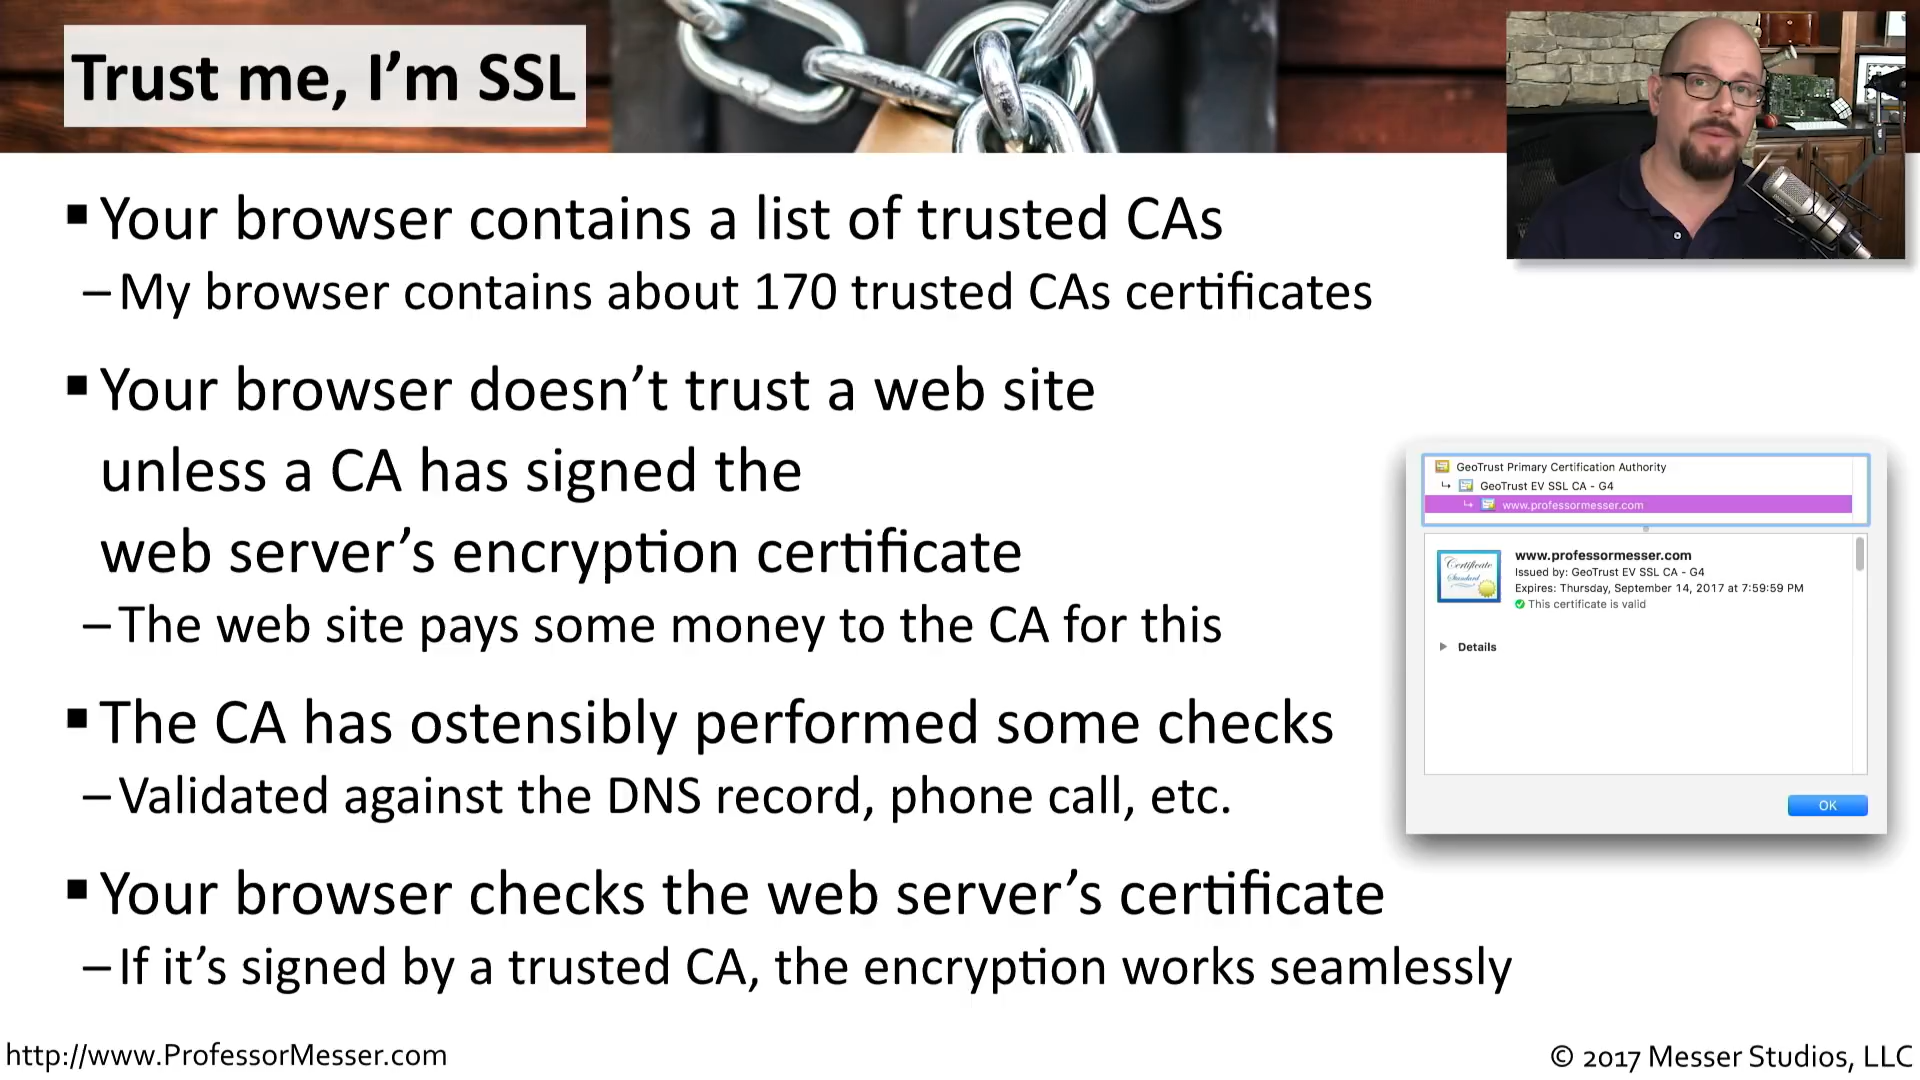 Trust me, I'm SSL
▪ Your browser contains a list of trusted CAs
– My browser contains about 170 trusted CAs certificates
▪ Your browser doesn't trust a web site
unless a CA has signed the
web server's encryption certificate
– The web site pays some money to the CA for this
▪ The CA has ostensibly performed some checks
– Validated against the DNS record, phone call, etc.
▪ Your browser checks the web server's certificate
– If it's signed by a trusted CA, the encryption works seamlessly
GeoTrust Primary Certification Authority
GeoTrust EV SSL CA - G4
www.professormesser.com
Certificate
Standard
www.professormesser.com
Issued by: GeoTrust EV SSL CA - G4
Expires: Thursday, September 14, 2017 at 7:59:59 PM
This certificate is valid
Details
OK
http://www.ProfessorMesser.com
© 2017 Messer Studios, LLC